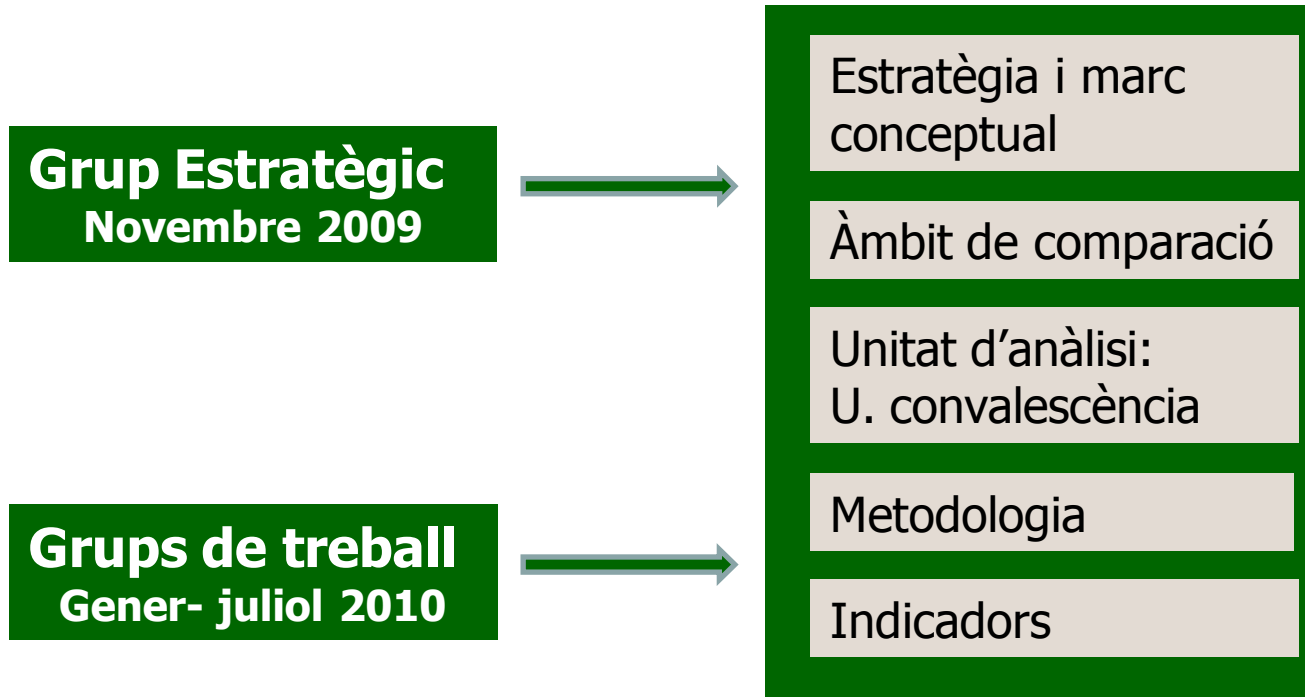 Grup Estratègic
Novembre 2009
Grups de treball
Gener- juliol 2010
Estratègia i marc
conceptual
Àmbit de comparació
Unitat d’anàlisi:
U. convalescència
Metodologia
Indicadors